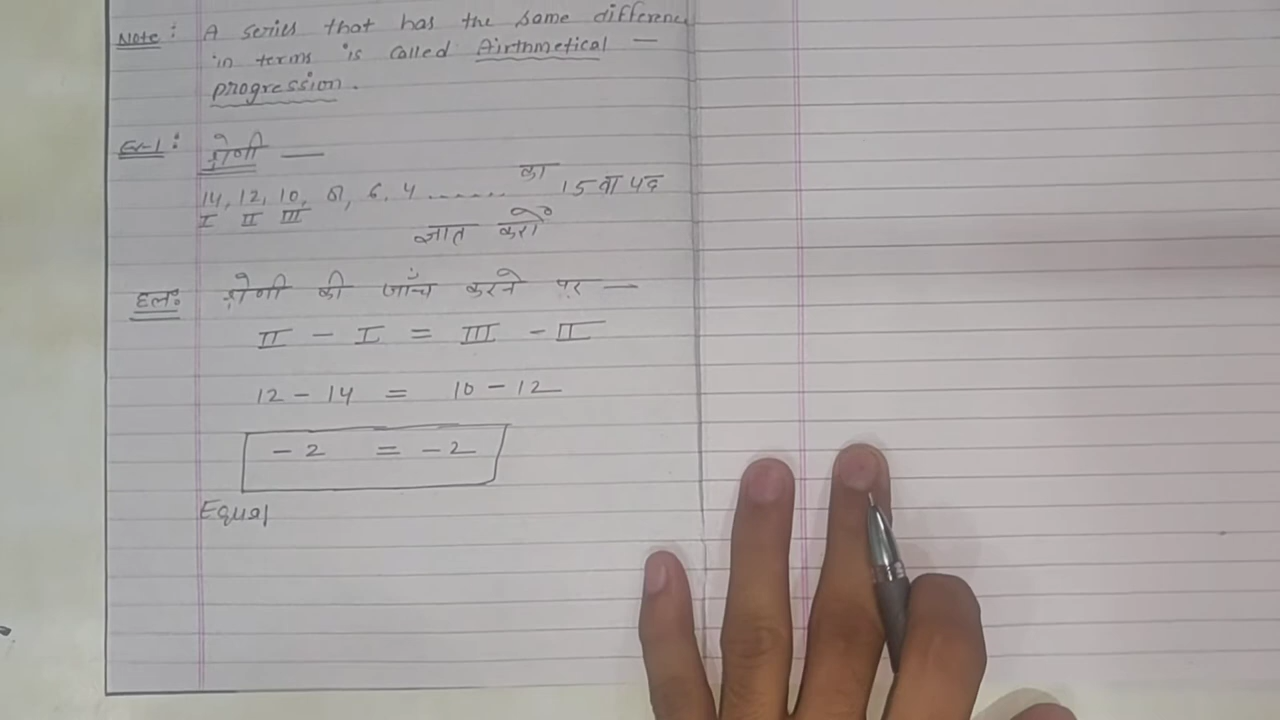 Note: A series that has the same difference
in terms is called Airthmetical -
progression.
Ex-1: श्रेणी —
14, 12, 10, 8, 6, 4 ....... का 15 वा पद
I II III
ज्ञात करों
हल: श्रेणी की जाँच करने पर —
II - I = III - II
12 - 14 = 10 - 12
- 2 = - 2
Equal